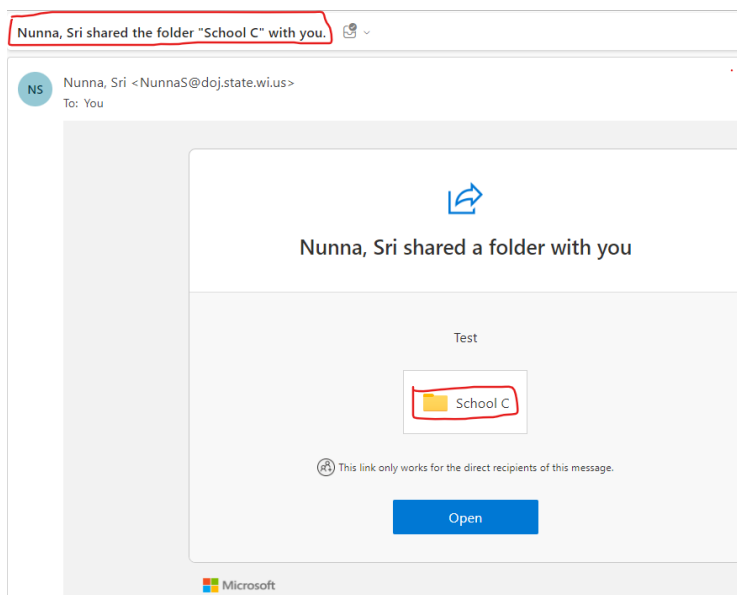 Nunna, Sri shared the folder "School C" with you.
NS
Nunna, Sri <NunnaS@doj.state.wi.us>
To: You
Nunna, Sri shared a folder with you
Test
School C
This link only works for the direct recipients of this message.
Open
Microsoft